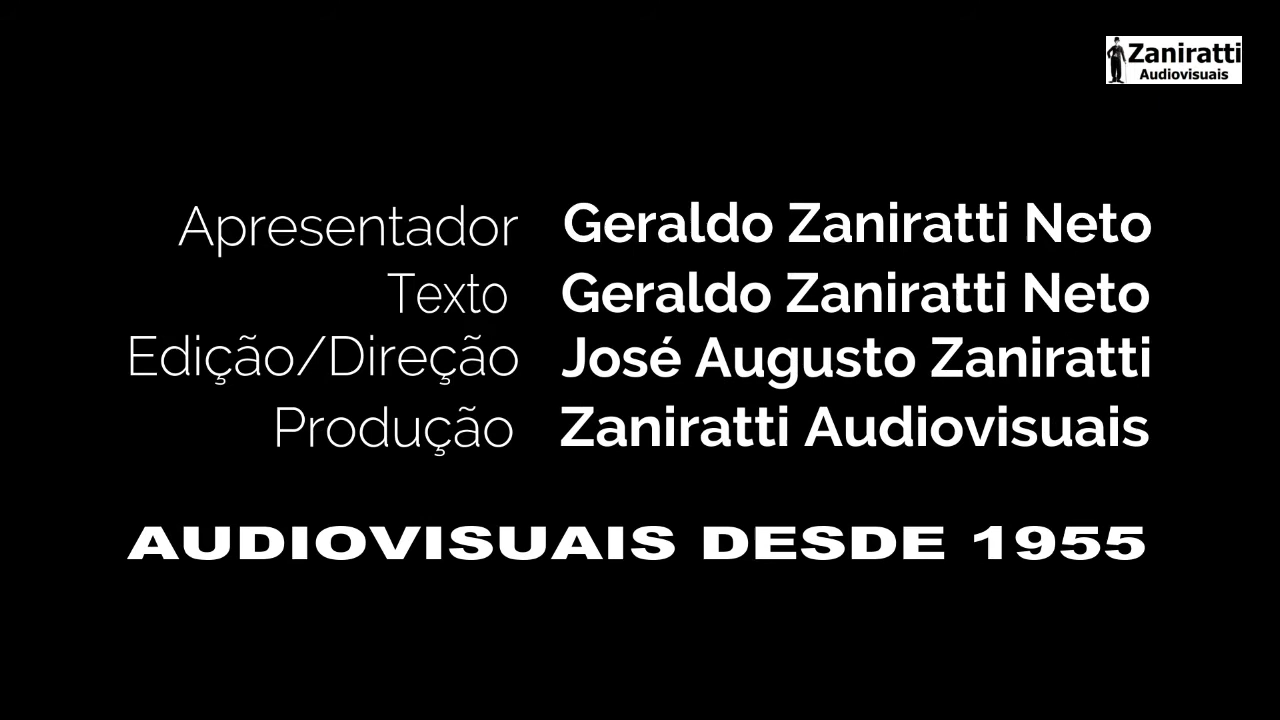 Zaniratti
Audiovisuais
Apresentador Geraldo Zaniratti Neto
Texto Geraldo Zaniratti Neto
Edição/Direção José Augusto Zaniratti
Produção Zaniratti Audiovisuais
AUDIOVISUAIS DESDE 1955